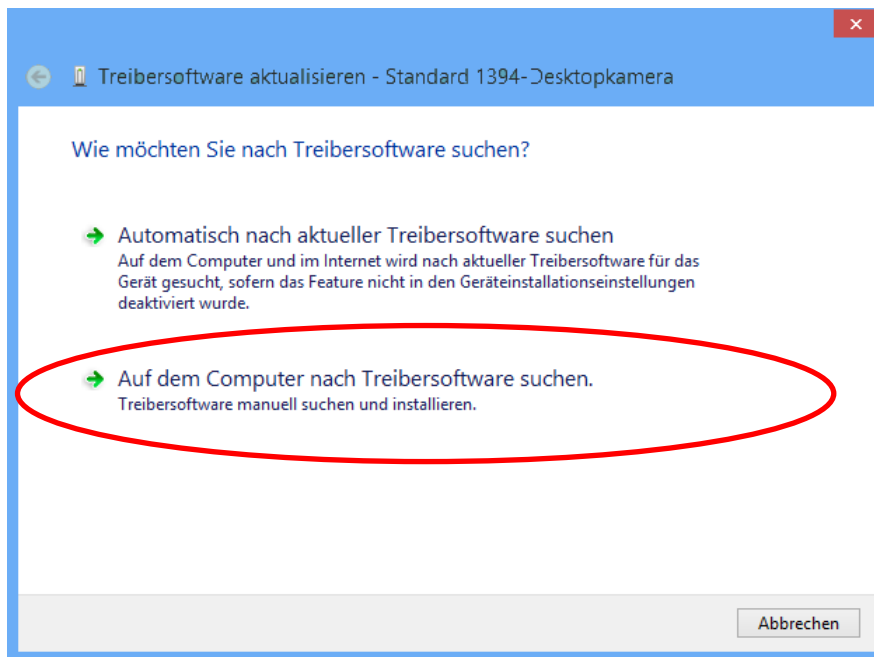 Treibersoftware aktualisieren - Standard 1394-Desktopkamera
Wie möchten Sie nach Treibersoftware suchen?
Automatisch nach aktueller Treibersoftware suchen
Auf dem Computer und im Internet wird nach aktueller Treibersoftware für das
Gerät gesucht, sofern das Feature nicht in den Geräteinstallationseinstellungen
deaktiviert wurde.
Auf dem Computer nach Treibersoftware suchen.
Treibersoftware manuell suchen und installieren.
Abbrechen